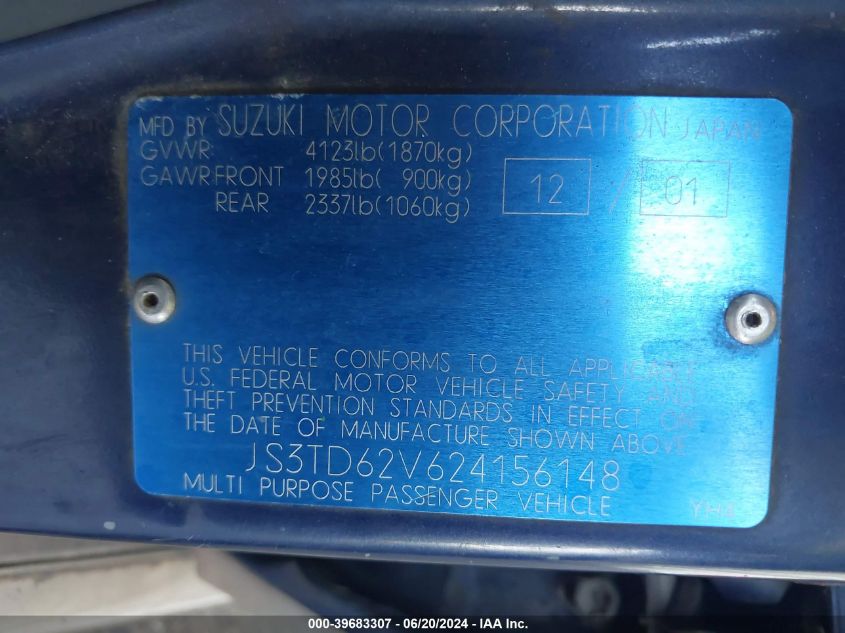 MFD BY SUZUKI MOTOR CORPORATION JAPAN
GVWR: 4123lb(1870kg)
GAWR:FRONT 1985lb( 900kg) 12 / 01
REAR 2337lb(1060kg)
THIS VEHICLE CONFORMS TO ALL APPLICABLE
U.S. FEDERAL MOTOR VEHICLE SAFETY AND
THEFT PREVENTION STANDARDS IN EFFECT ON
THE DATE OF MANUFACTURE SHOWN ABOVE.
JS3TD62V624156148
MULTI PURPOSE PASSENGER VEHICLE
000-39683307 / 06/20/2024 - IAA Inc.